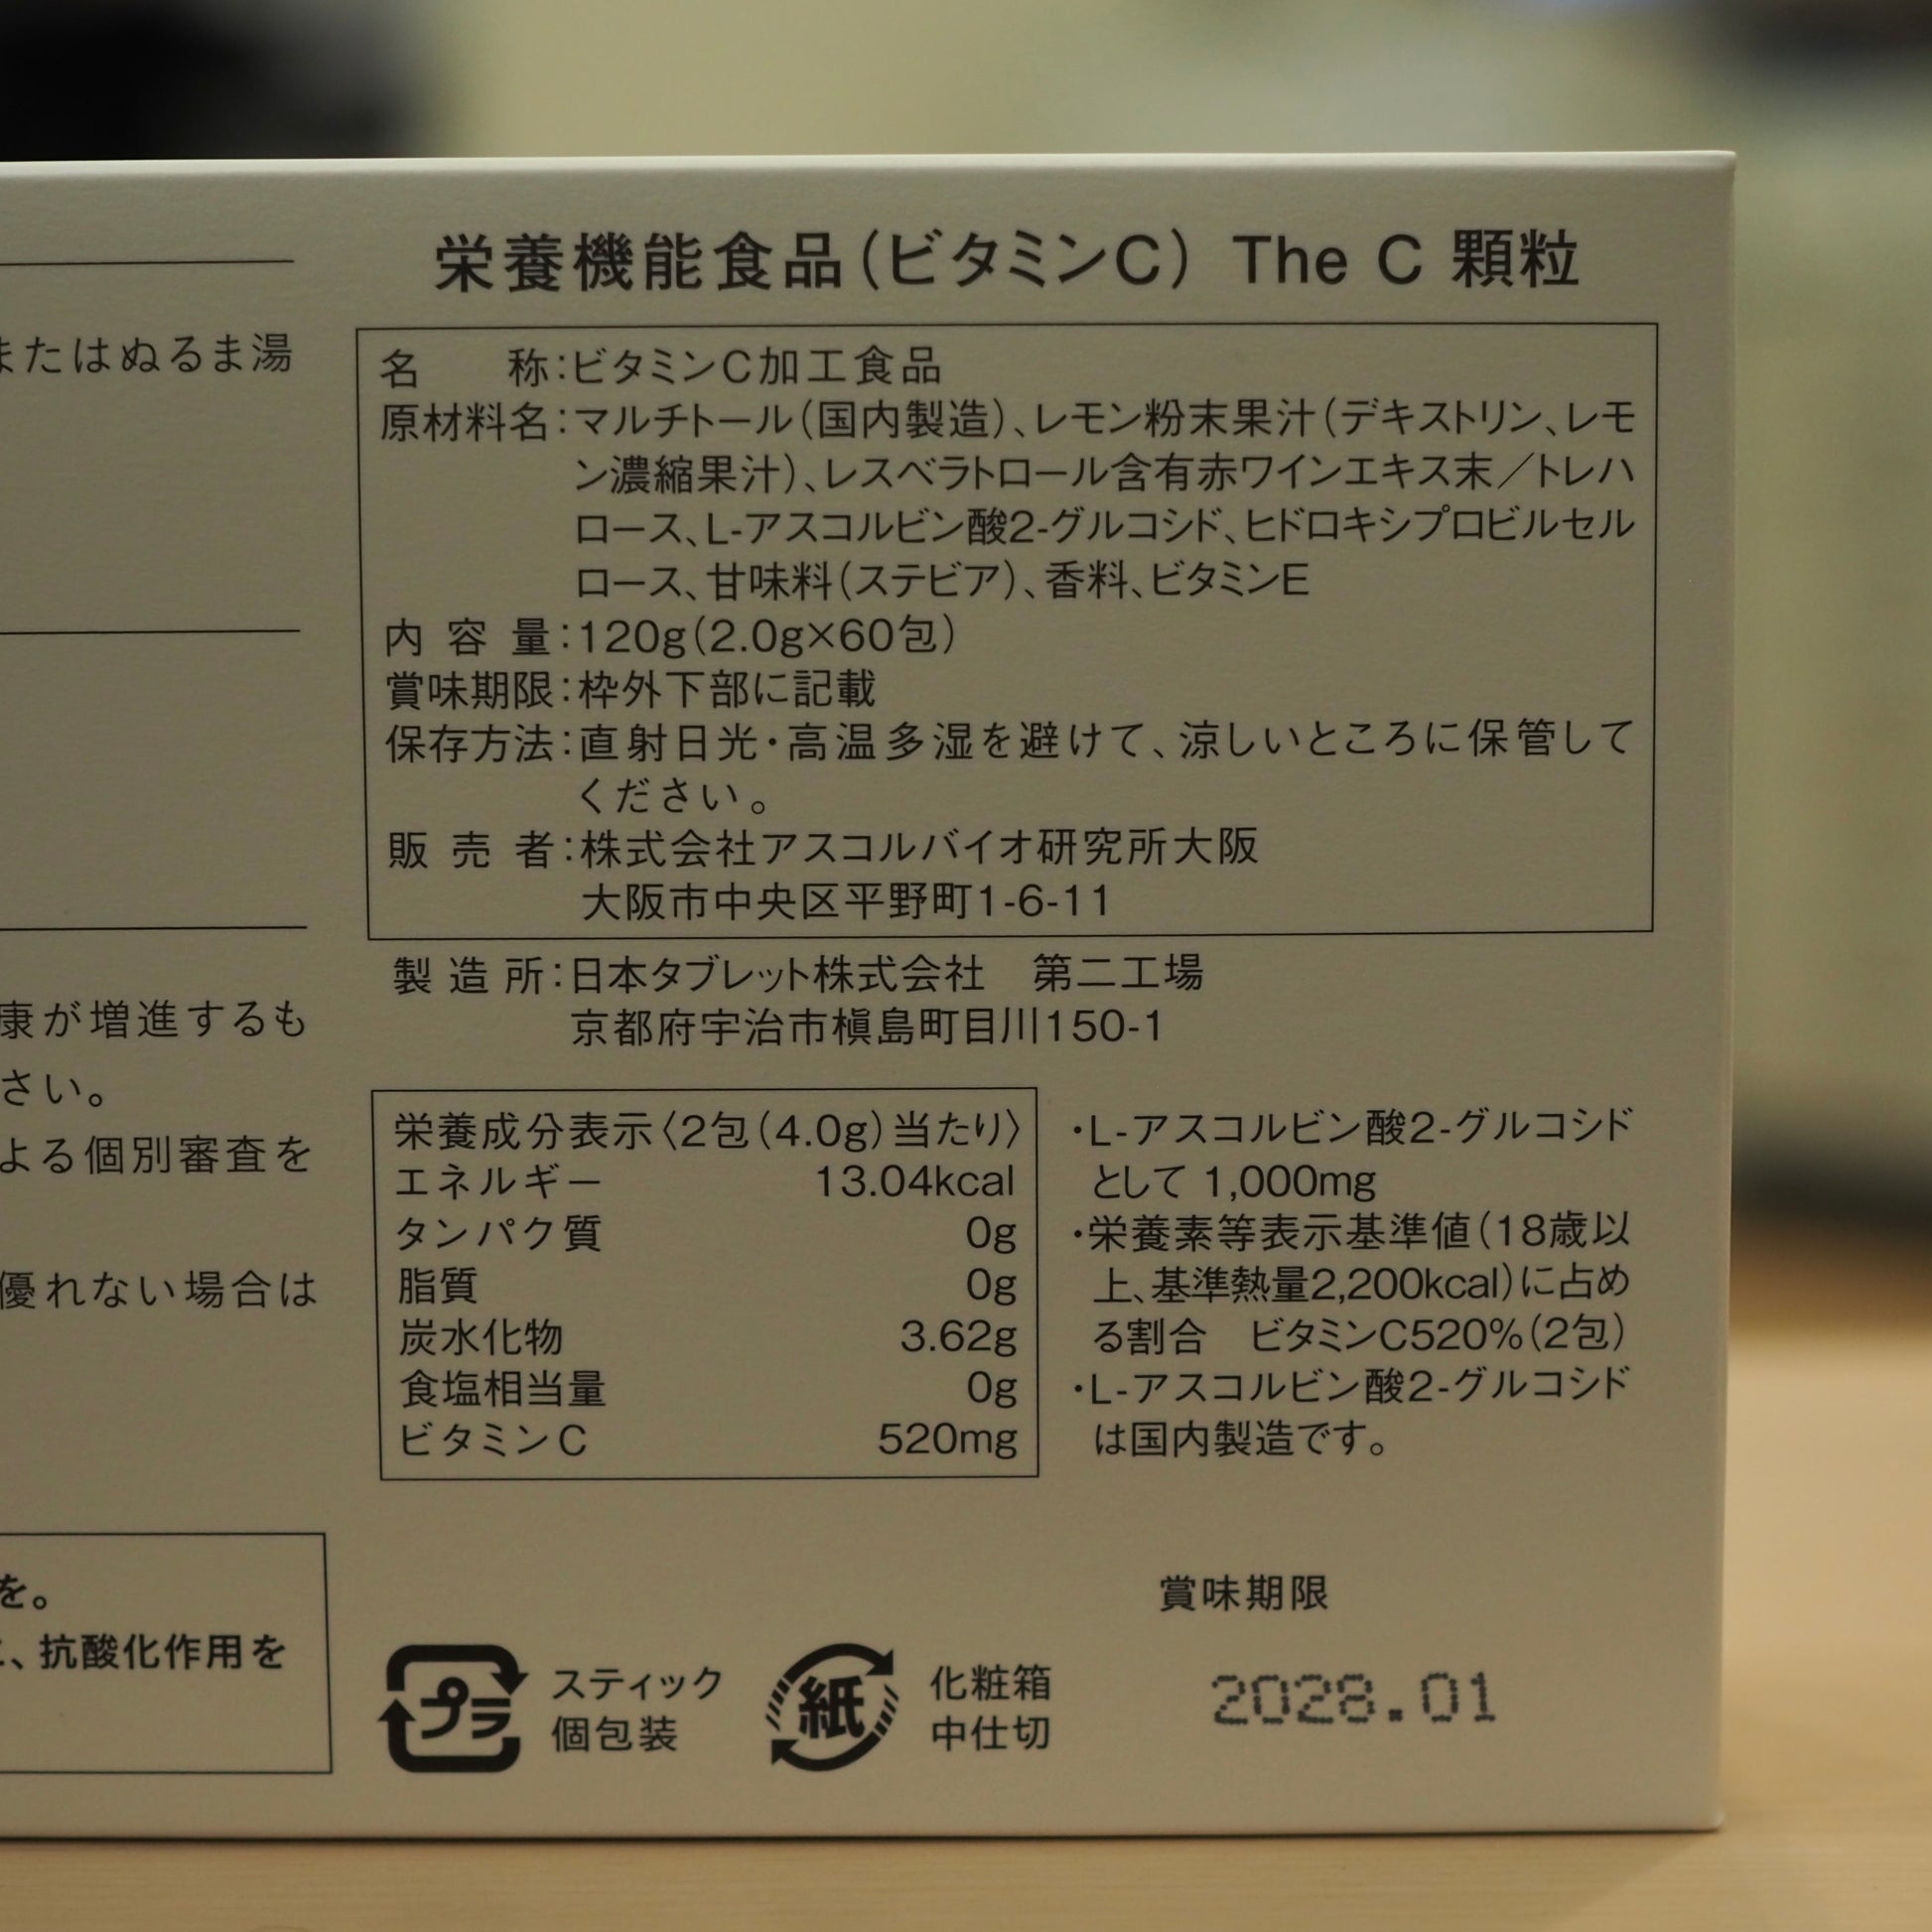 またはぬるま湯
康が増進するも
さい。
よる個別審査を
優れない場合は
を。
、抗酸化作用を
栄養機能食品(ビタミンC) The C 顆粒
名　　称:ビタミンC加工食品
原材料名:マルチトール(国内製造)、レモン粉末果汁(デキストリン、レモ
ン濃縮果汁)、レスベラトロール含有赤ワインエキス末/トレハ
ロース、L-アスコルビン酸2-グルコシド、ヒドロキシプロピルセル
ロース、甘味料(ステビア)、香料、ビタミンE
内 容 量:120g(2.0g×60包)
賞味期限:枠外下部に記載
保存方法:直射日光・高温多湿を避けて、涼しいところに保管して
ください。
販 売 者:株式会社アスコルバイオ研究所大阪
大阪市中央区平野町1-6-11
製 造 所:日本タブレット株式会社　第二工場
京都府宇治市槇島町目川150-1
栄養成分表示〈2包(4.0g)当たり〉
エネルギー 13.04kcal
タンパク質 0g
脂質 0g
炭水化物 3.62g
食塩相当量 0g
ビタミンC 520mg
・L-アスコルビン酸2-グルコシド
として 1,000mg
・栄養素等表示基準値(18歳以
上、基準熱量2,200kcal)に占め
る割合　ビタミンC520%(2包)
・L-アスコルビン酸2-グルコシド
は国内製造です。
プラ
スティック
個包装
紙
化粧箱
中仕切
賞味期限
2028.01